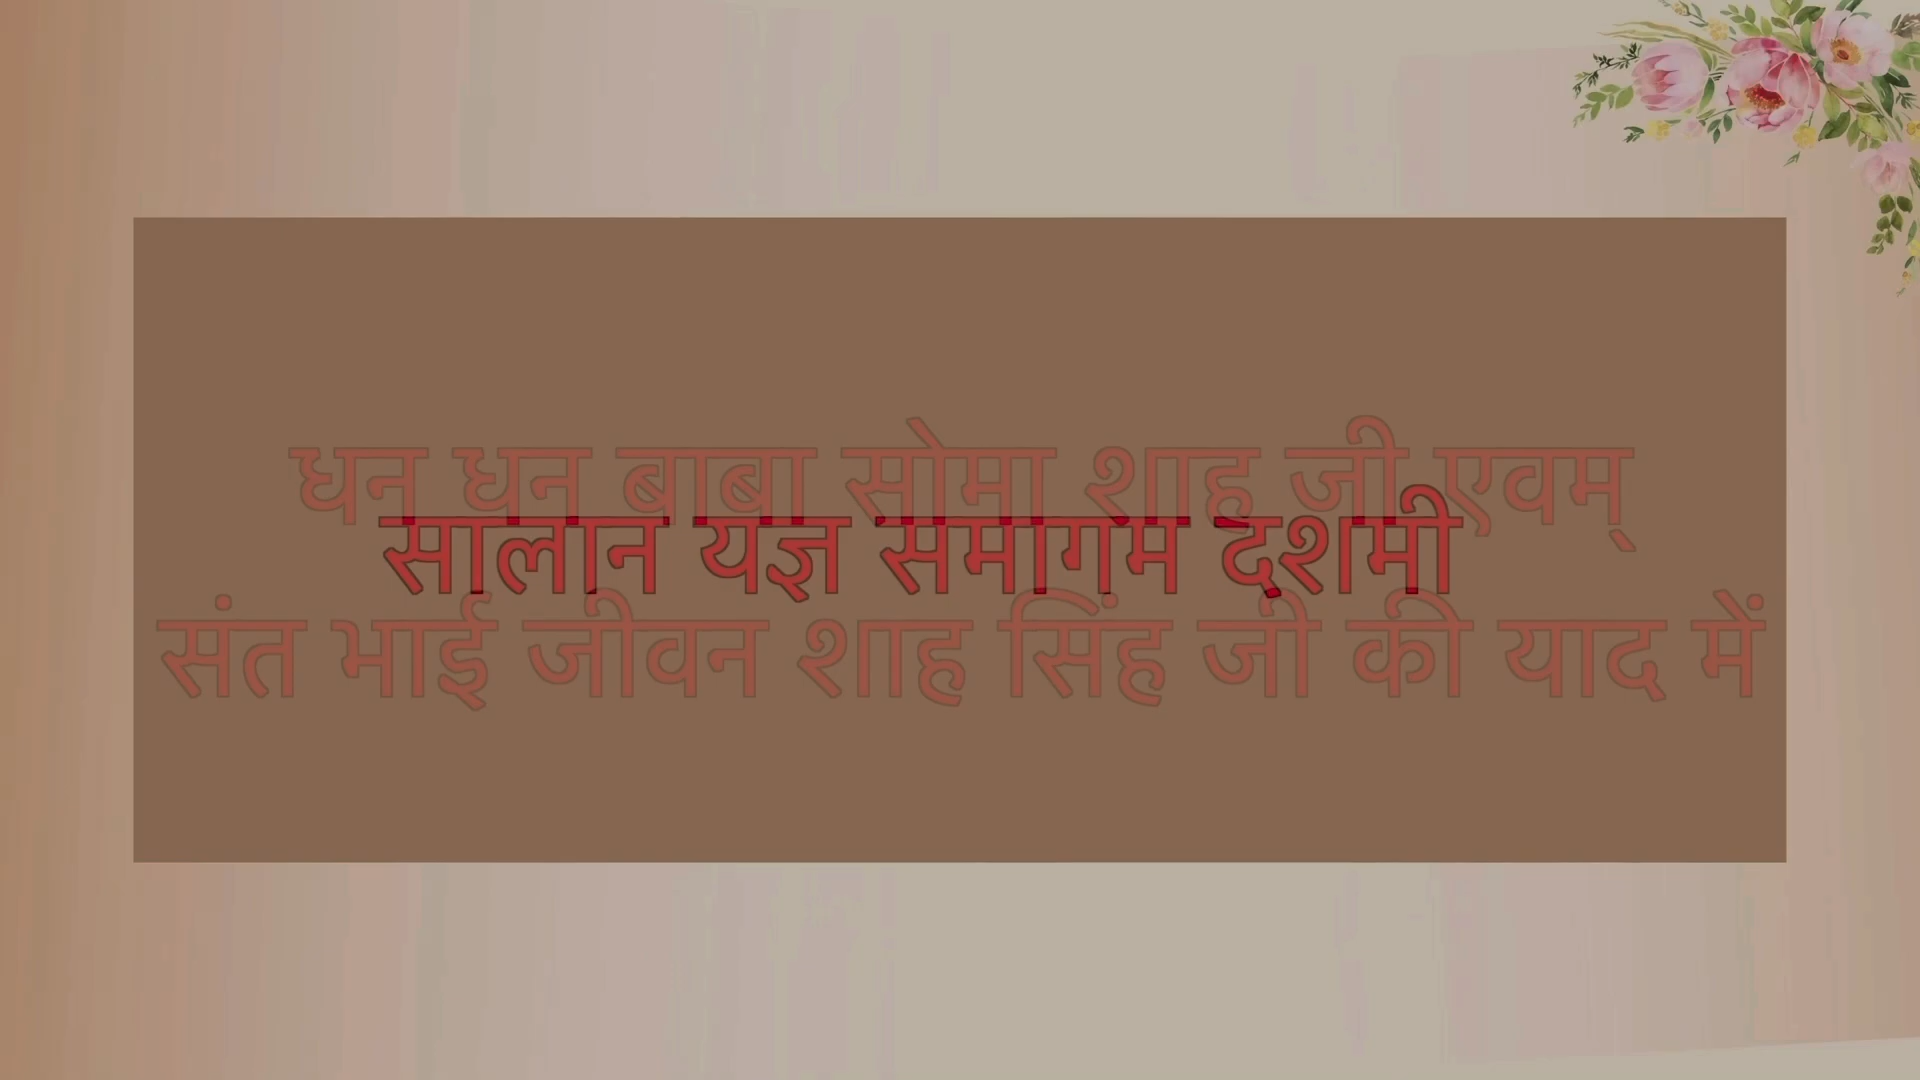 धन धन बाबा सोमा शाह जी एवम्
सालान यज्ञ समागम दशमी
संत भाई जीवन शाह सिंह जी की याद में